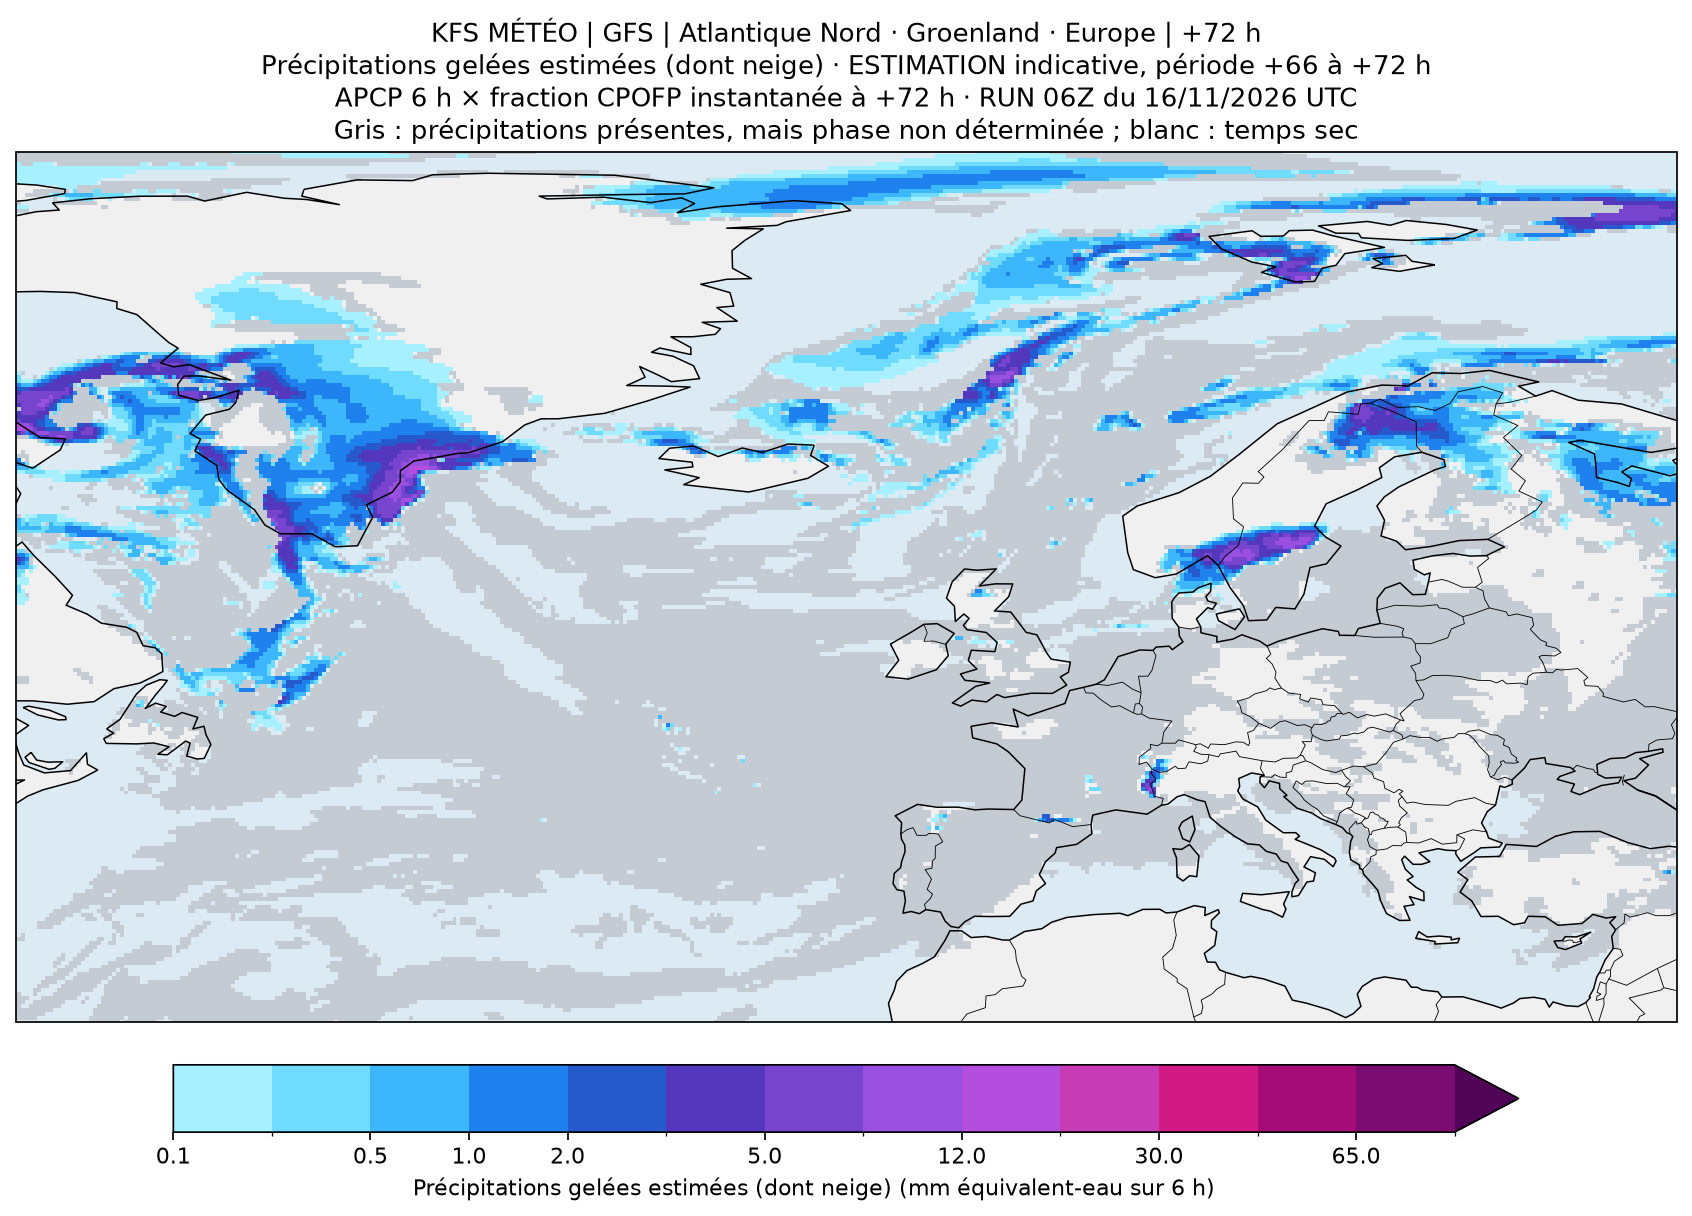 KFS MÉTÉO | GFS | Atlantique Nord · Groenland · Europe | +72 h
Précipitations gelées estimées (dont neige) · ESTIMATION indicative, période +66 à +72 h
APCP 6 h × fraction CPOFP instantanée à +72 h · RUN 06Z du 16/11/2026 UTC
Gris : précipitations présentes, mais phase non déterminée ; blanc : temps sec
0.1 0.5 1.0 2.0 5.0 12.0 30.0 65.0
Précipitations gelées estimées (dont neige) (mm équivalent-eau sur 6 h)